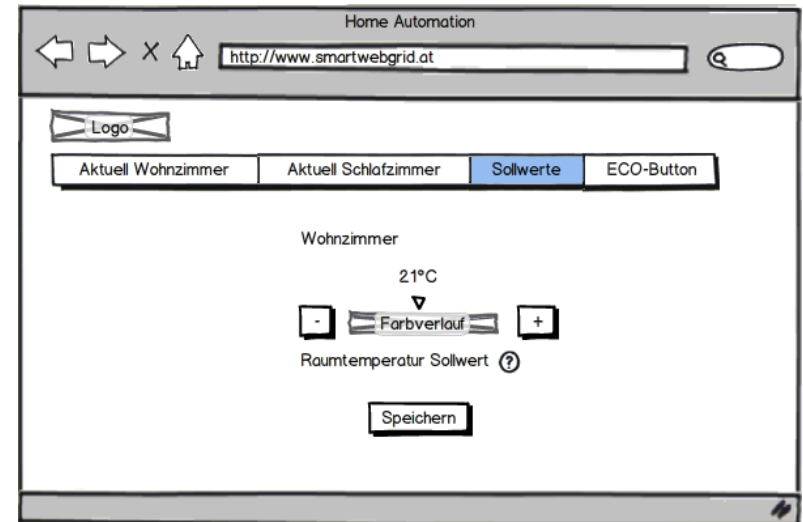 Home Automation
X
http://www.smartwebgrid.at
Logo
Aktuell Wohnzimmer Aktuell Schlafzimmer Sollwerte ECO-Button
Wohnzimmer
21°C
- Farbverlauf +
Raumtemperatur Sollwert ?
Speichern